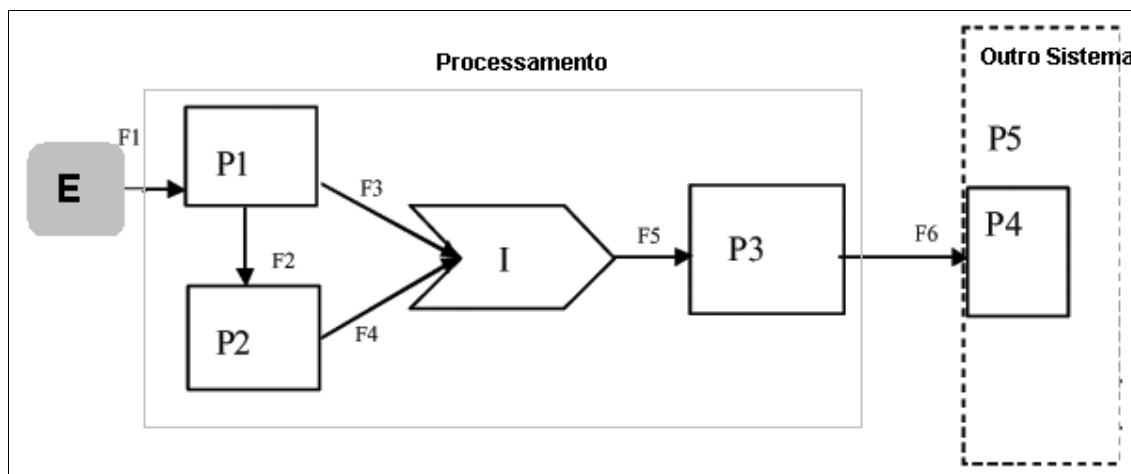 Processamento
Outro Sistema
E
F1
P1
F2
P2
F3
F4
I
F5
P3
F6
P5
P4